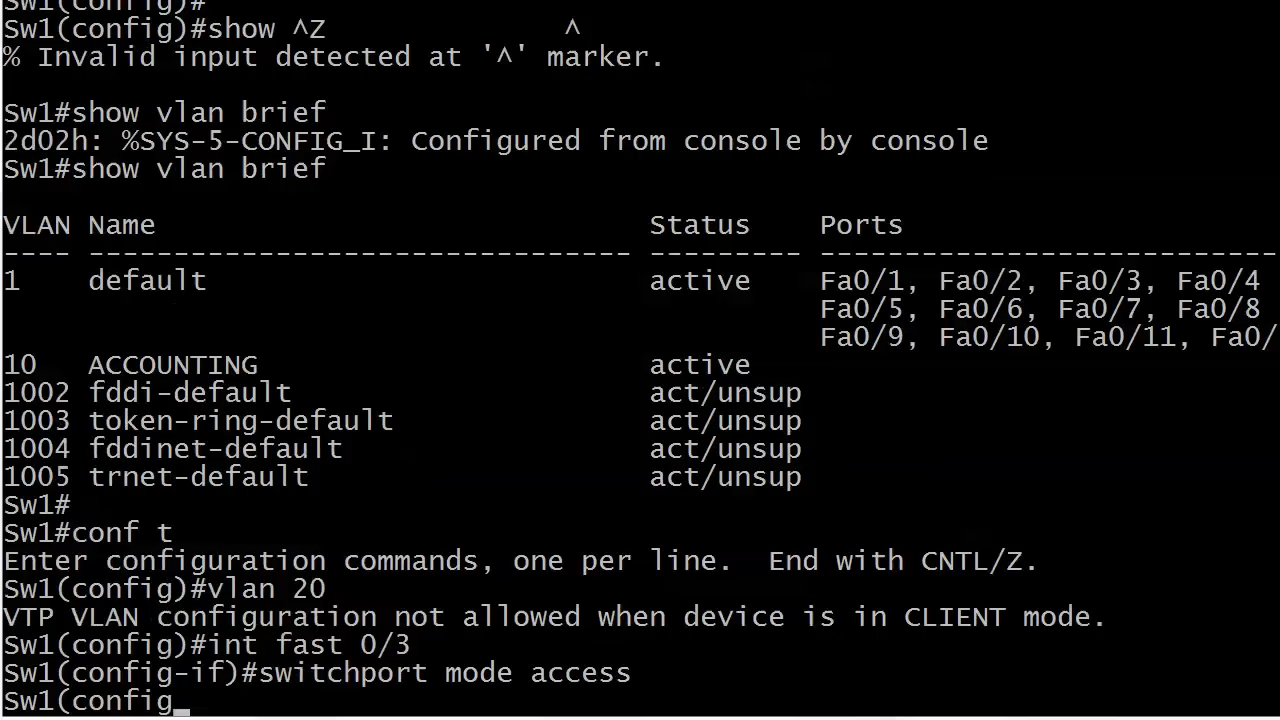 Sw1(config)#
Sw1(config)#show ^Z              ^
% Invalid input detected at '^' marker.
Sw1#show vlan brief
2d02h: %SYS-5-CONFIG_I: Configured from console by console
Sw1#show vlan brief
VLAN Name                             Status    Ports
---- -------------------------------- --------- ---------------------------
1    default                          active    Fa0/1, Fa0/2, Fa0/3, Fa0/4
                                                Fa0/5, Fa0/6, Fa0/7, Fa0/8
                                                Fa0/9, Fa0/10, Fa0/11, Fa0/
10   ACCOUNTING                       active
1002 fddi-default                     act/unsup
1003 token-ring-default               act/unsup
1004 fddinet-default                  act/unsup
1005 trnet-default                    act/unsup
Sw1#
Sw1#conf t
Enter configuration commands, one per line.  End with CNTL/Z.
Sw1(config)#vlan 20
VTP VLAN configuration not allowed when device is in CLIENT mode.
Sw1(config)#int fast 0/3
Sw1(config-if)#switchport mode access
Sw1(config_